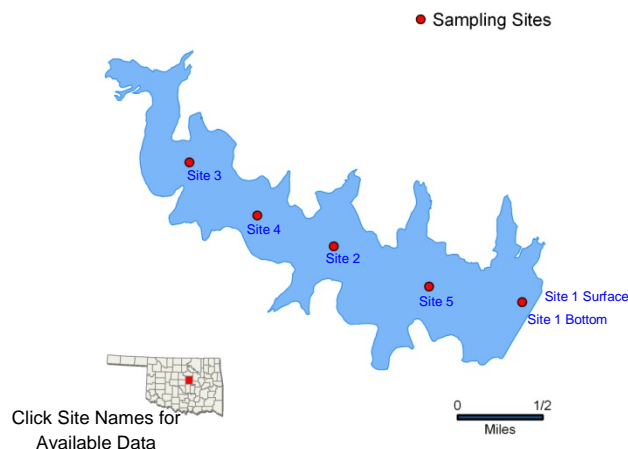 Sampling Sites
Site 3
Site 4
Site 2
Site 5
Site 1 Surface
Site 1 Bottom
Click Site Names for
Available Data
0 1/2
Miles